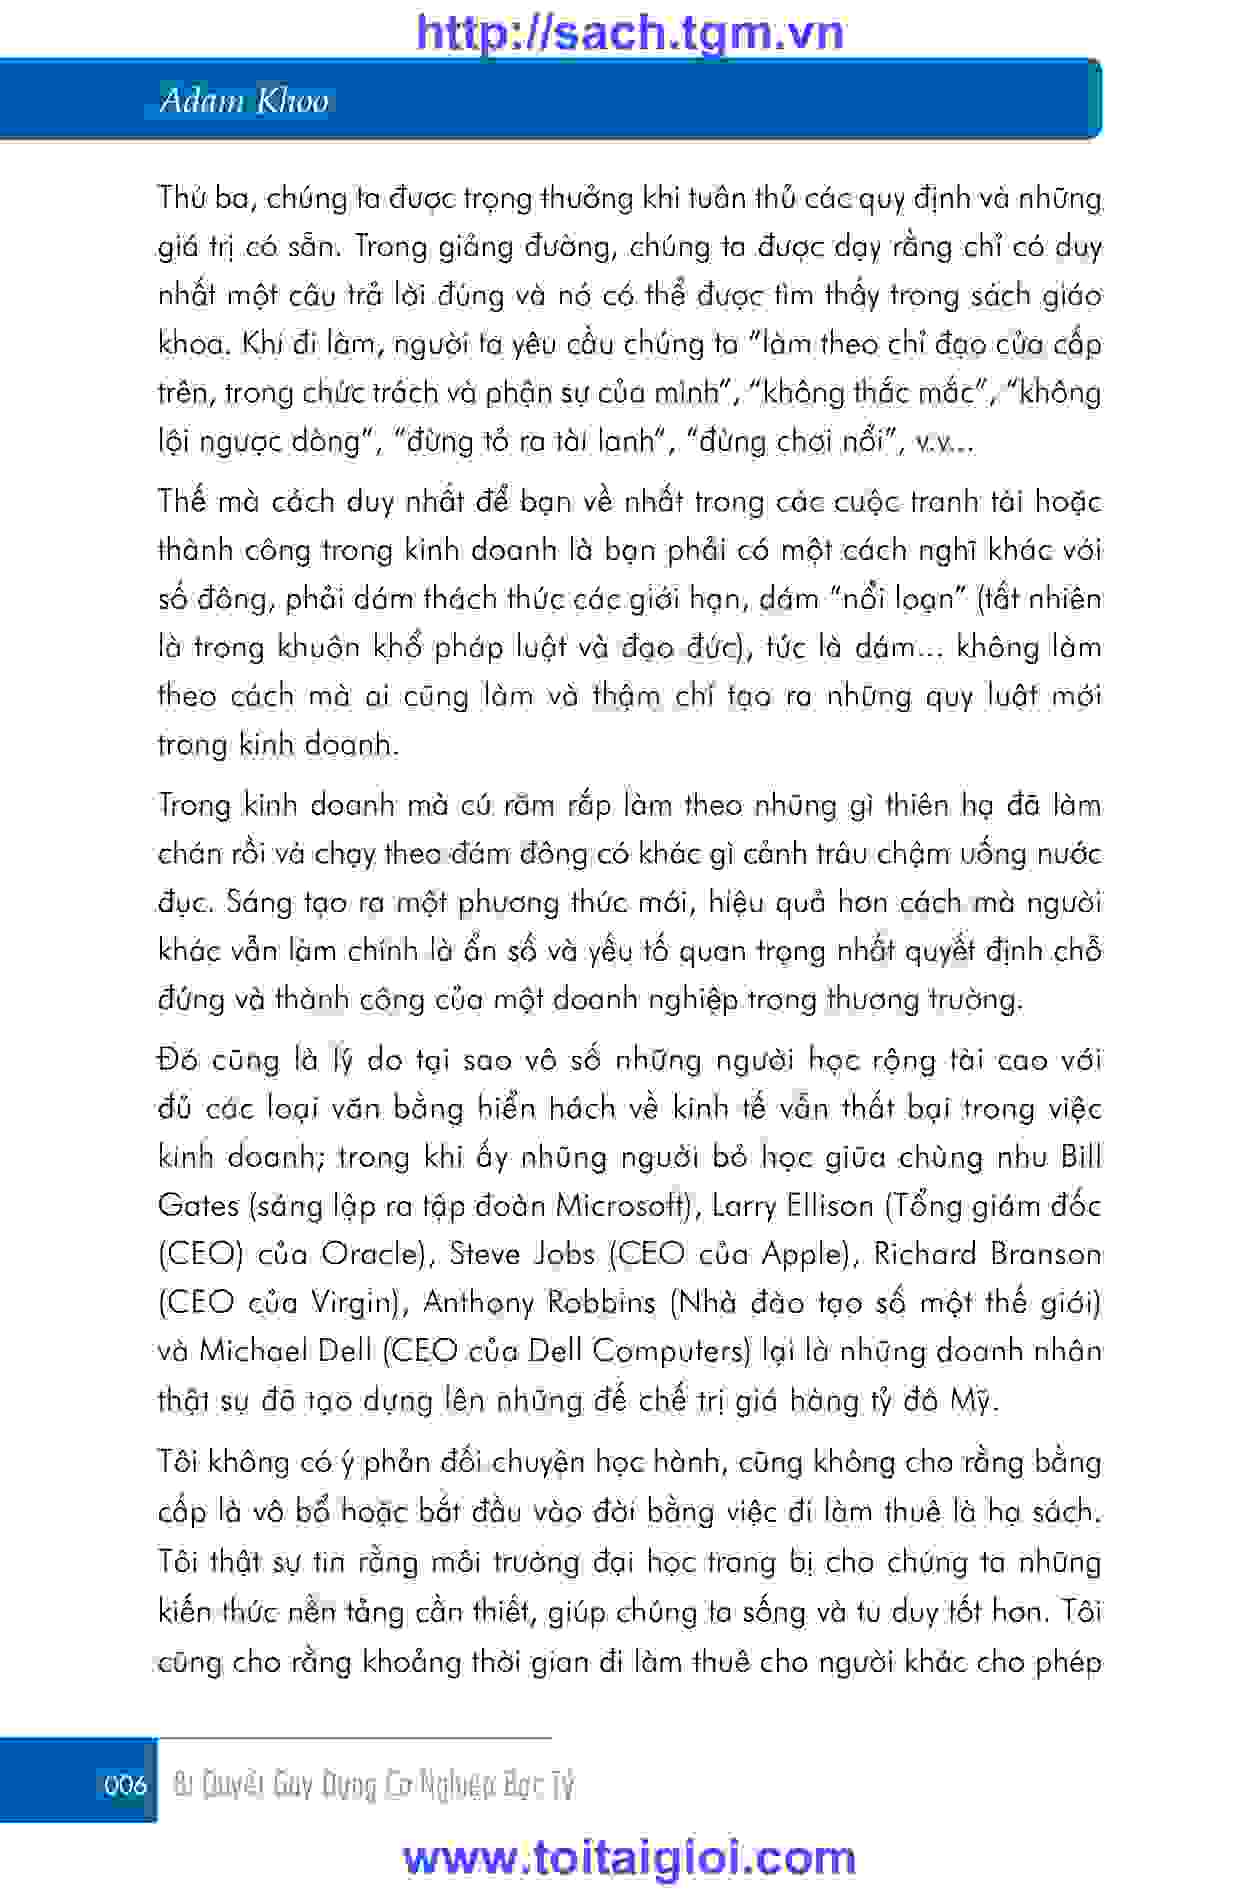 http://sach.tgm.vn
Adam Khoo
Thứ ba, chúng ta được trọng thưởng khi tuân thủ các quy định và những
giá trị có sẵn. Trong giảng đường, chúng ta được dạy rằng chỉ có duy
nhất một câu trả lời đúng và nó có thể được tìm thấy trong sách giáo
khoa. Khi đi làm, người ta yêu cầu chúng ta “làm theo chỉ đạo của cấp
trên, trong chức trách và phận sự của mình”, “không thắc mắc”, “không
lội ngược dòng”, “đừng tỏ ra tài lanh”, “đừng chơi nổi”, v.v...
Thế mà cách duy nhất để bạn về nhất trong các cuộc tranh tài hoặc
thành công trong kinh doanh là bạn phải có một cách nghĩ khác với
số đông, phải dám thách thức các giới hạn, dám “nổi loạn” (tất nhiên
là trong khuôn khổ pháp luật và đạo đức), tức là dám... không làm
theo cách mà ai cũng làm và thậm chí tạo ra những quy luật mới
trong kinh doanh.
Trong kinh doanh mà cứ răm rắp làm theo những gì thiên hạ đã làm
chán rồi và chạy theo đám đông có khác gì cảnh trâu chậm uống nước
đục. Sáng tạo ra một phương thức mới, hiệu quả hơn cách mà người
khác vẫn làm chính là ẩn số và yếu tố quan trọng nhất quyết định chỗ
đứng và thành công của một doanh nghiệp trong thương trường.
Đó cũng là lý do tại sao vô số những người học rộng tài cao với
đủ các loại văn bằng hiển hách về kinh tế vẫn thất bại trong việc
kinh doanh; trong khi ấy những người bỏ học giữa chừng như Bill
Gates (sáng lập ra tập đoàn Microsoft), Larry Ellison (Tổng giám đốc
(CEO) của Oracle), Steve Jobs (CEO của Apple), Richard Branson
(CEO của Virgin), Anthony Robbins (Nhà đào tạo số một thế giới)
và Michael Dell (CEO của Dell Computers) lại là những doanh nhân
thật sự đã tạo dựng lên những đế chế trị giá hàng tỷ đô Mỹ.
Tôi không có ý phản đối chuyện học hành, cũng không cho rằng bằng
cấp là vô bổ hoặc bắt đầu vào đời bằng việc đi làm thuê là hạ sách.
Tôi thật sự tin rằng môi trường đại học trang bị cho chúng ta những
kiến thức nền tảng cần thiết, giúp chúng ta sống và tư duy tốt hơn. Tôi
cũng cho rằng khoảng thời gian đi làm thuê cho người khác cho phép
006 Bí Quyết Gây Dựng Cơ Nghiệp Bạc Tỷ
www.toitaigioi.com